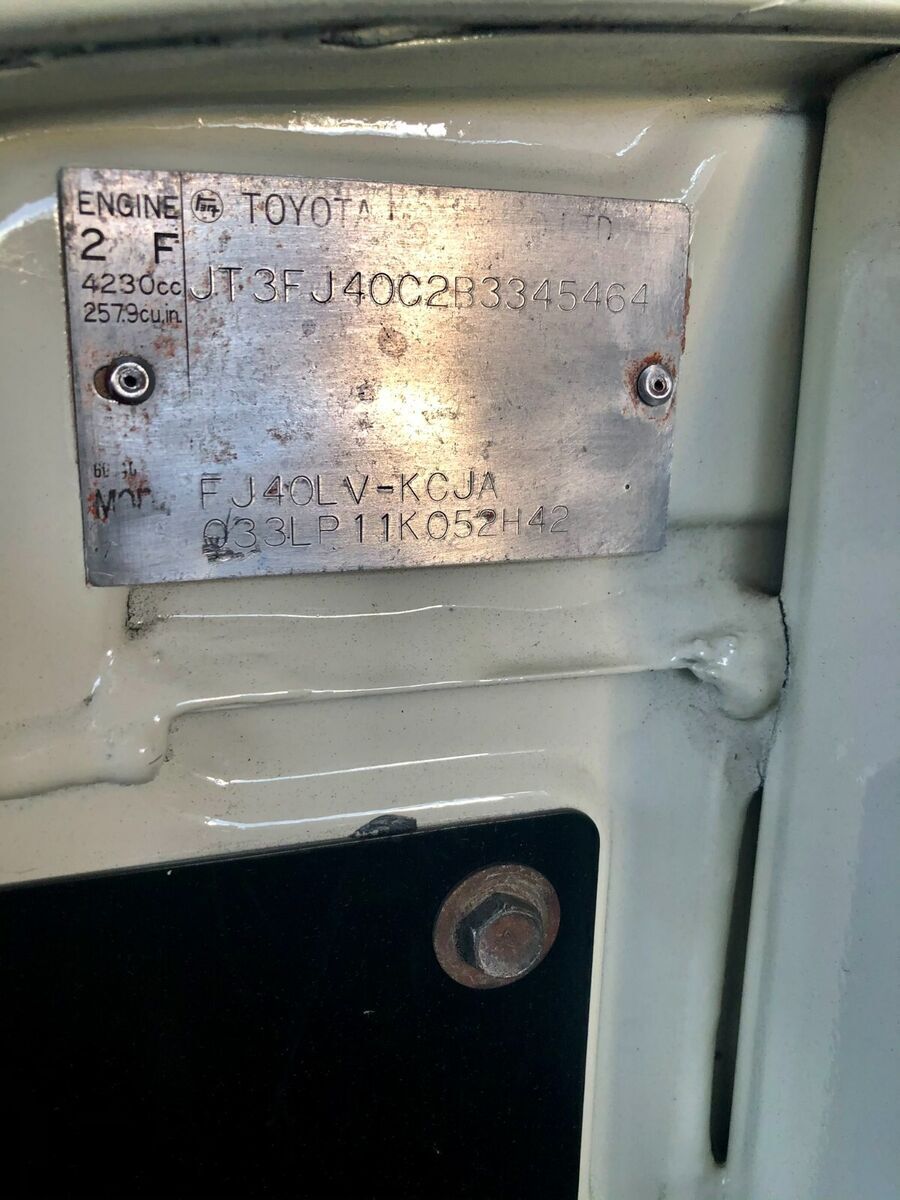 ENGINE TOYOTA
2 F
4230cc JT3FJ40C2B3345464
257.9cu.in.
FJ40LV-KCJA
033LP11K052H42